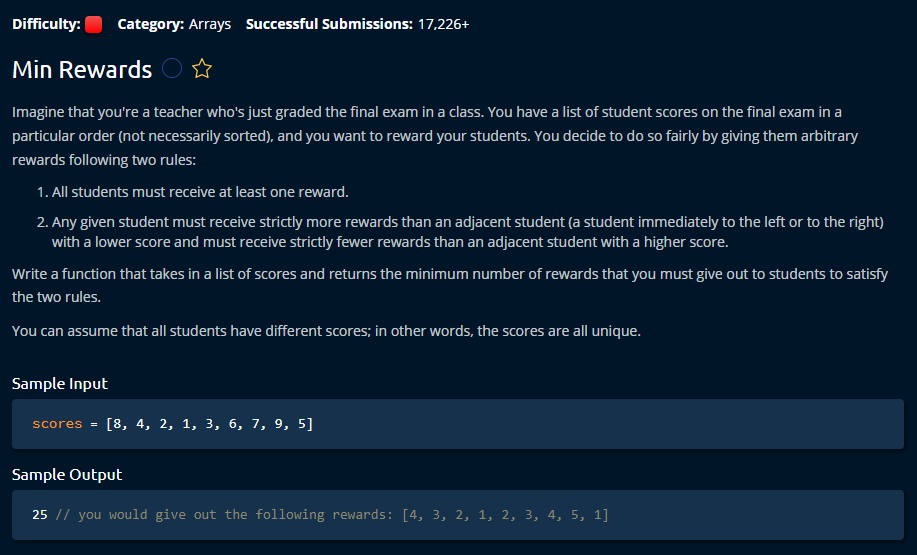 Difficulty: Category: Arrays Successful Submissions: 17,226+
Min Rewards
Imagine that you're a teacher who's just graded the final exam in a class. You have a list of student scores on the final exam in a
particular order (not necessarily sorted), and you want to reward your students. You decide to do so fairly by giving them arbitrary
rewards following two rules:
1. All students must receive at least one reward.
2. Any given student must receive strictly more rewards than an adjacent student (a student immediately to the left or to the right)
with a lower score and must receive strictly fewer rewards than an adjacent student with a higher score.
Write a function that takes in a list of scores and returns the minimum number of rewards that you must give out to students to satisfy
the two rules.
You can assume that all students have different scores; in other words, the scores are all unique.
Sample Input
scores = [8, 4, 2, 1, 3, 6, 7, 9, 5]
Sample Output
25 // you would give out the following rewards: [4, 3, 2, 1, 2, 3, 4, 5, 1]